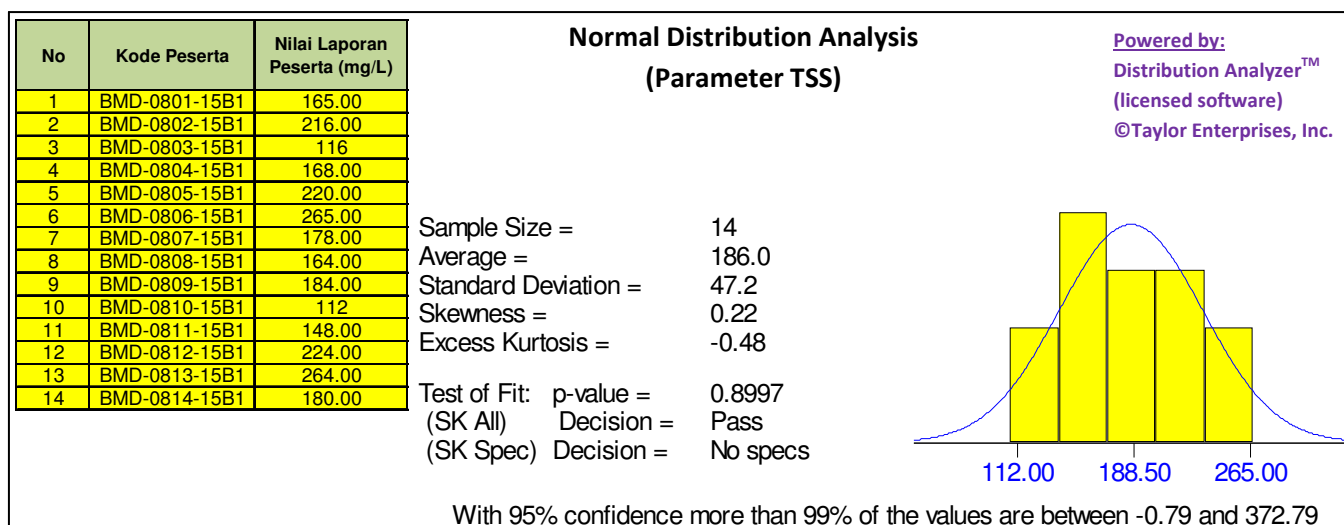 Normal Distribution Analysis
(Parameter TSS)
Powered by:
Distribution Analyzer™
(licensed software)
©Taylor Enterprises, Inc.
No Kode Peserta Nilai Laporan Peserta (mg/L)
1 BMD-0801-15B1 165.00
2 BMD-0802-15B1 216.00
3 BMD-0803-15B1 116
4 BMD-0804-15B1 168.00
5 BMD-0805-15B1 220.00
6 BMD-0806-15B1 265.00
7 BMD-0807-15B1 178.00
8 BMD-0808-15B1 164.00
9 BMD-0809-15B1 184.00
10 BMD-0810-15B1 112
11 BMD-0811-15B1 148.00
12 BMD-0812-15B1 224.00
13 BMD-0813-15B1 264.00
14 BMD-0814-15B1 180.00
Sample Size = 14
Average = 186.0
Standard Deviation = 47.2
Skewness = 0.22
Excess Kurtosis = -0.48
Test of Fit: p-value = 0.8997
(SK All) Decision = Pass
(SK Spec) Decision = No specs
112.00 188.50 265.00
With 95% confidence more than 99% of the values are between -0.79 and 372.79